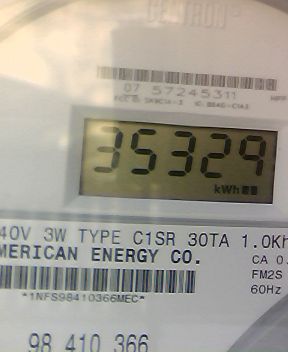 CENTRON®
07 57245311
35329
kWh
40V 3W TYPE C1SR 30TA 1.0Kh
MERICAN ENERGY CO.
CA 0.
*1NFS98410366MEC*
FM2S
60Hz
98 410 366